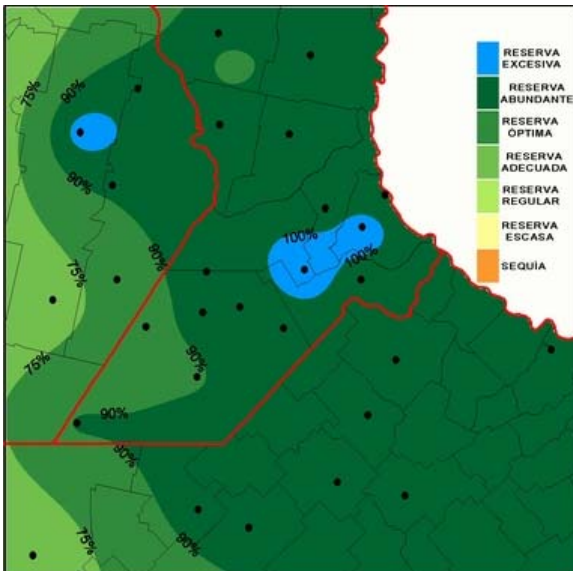 75%
90%
90%
75%
90%
100%
100%
90%
75%
90%
90%
75%
90%
RESERVA
EXCESIVA
RESERVA
ABUNDANTE
RESERVA
ÓPTIMA
RESERVA
ADECUADA
RESERVA
REGULAR
RESERVA
ESCASA
SEQUÍA